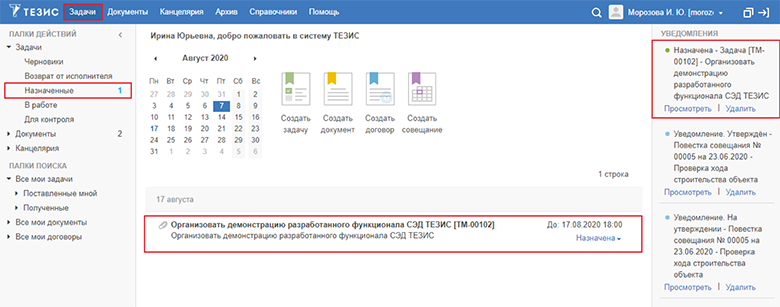 ТЕЗИС Задачи Документы Канцелярия Архив Справочники Помощь Морозова И. Ю. [moroz
ПАПКИ ДЕЙСТВИЙ
Задачи
Черновики
Возврат от исполнителя
Назначенные 1
В работе
Для контроля
Документы 2
Канцелярия
ПАПКИ ПОИСКА
Все мои задачи
Поставленные мной
Полученные
Все мои документы
Все мои договоры
Ирина Юрьевна, добро пожаловать в систему ТЕЗИС
Август 2020
Пн Вт Ср Чт Пт Сб Вс
27 28 29 30 31 1 2
3 4 5 6 7 8 9
10 11 12 13 14 15 16
17 18 19 20 21 22 23
24 25 26 27 28 29 30
31 1 2 3 4 5 6
Создать задачу
Создать документ
Создать договор
Создать совещание
1 строка
17 августа
Организовать демонстрацию разработанного функционала СЭД ТЕЗИС [ТМ-00102] До: 17.08.2020 18:00
Организовать демонстрацию разработанного функционала СЭД ТЕЗИС Назначена
УВЕДОМЛЕНИЯ
Назначена - Задача [ТМ-
00102] - Организовать
демонстрацию
разработанного
функционала СЭД ТЕЗИС
Просмотреть | Удалить
Уведомление. Утверждён -
Повестка совещания №
00005 на 23.06.2020 -
Проверка хода
строительства объекта
Просмотреть | Удалить
Уведомление. На
утверждении - Повестка
совещания № 00005 на
23.06.2020 - Проверка
хода строительства
объекта
Просмотреть | Удалить